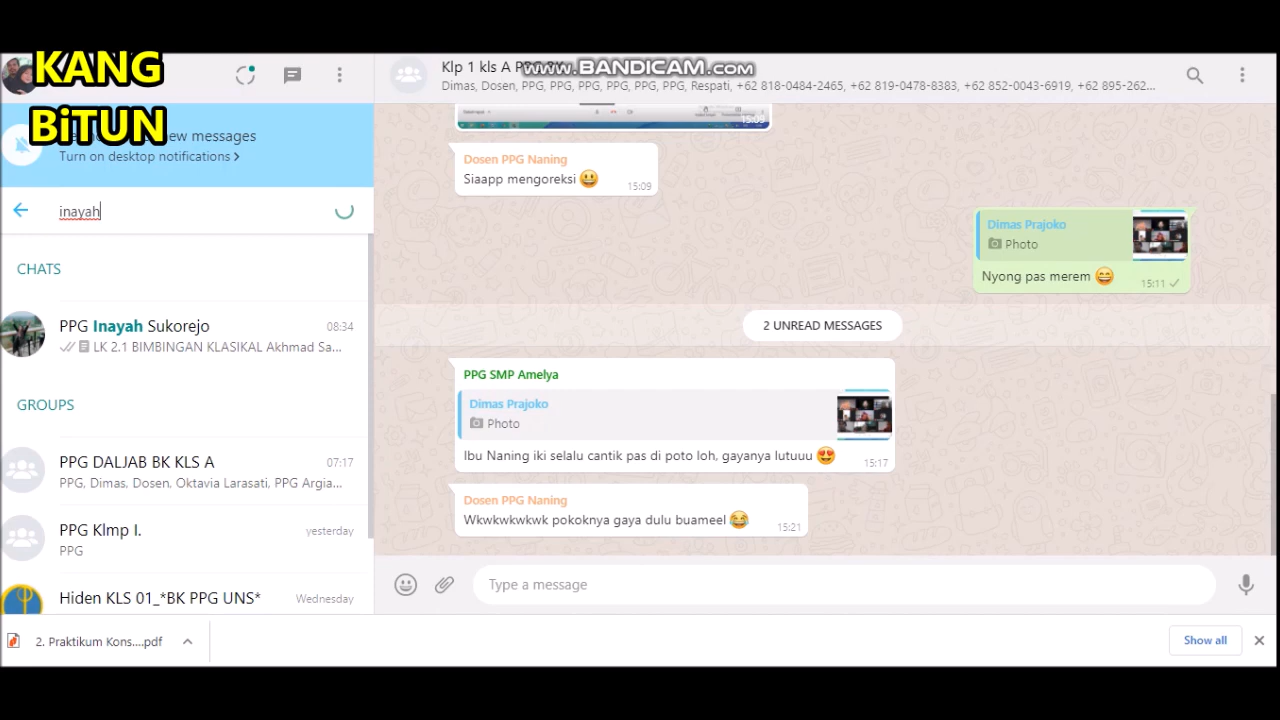 KANG
BiTUN
new messages
Turn on desktop notifications >
inayah
CHATS
PPG Inayah Sukorejo
08:34
LK 2.1 BIMBINGAN KLASIKAL Akhmad Sa...
GROUPS
PPG DALJAB BK KLS A
07:17
PPG, Dimas, Dosen, Oktavia Larasati, PPG Argia...
PPG Klmp I.
yesterday
PPG
Hiden KLS 01_*BK PPG UNS*
Wednesday
Klp 1 kls A PPG
www.BANDICAM.com
Dimas, Dosen, PPG, PPG, PPG, PPG, PPG, PPG, Respati, +62 818-0484-2465, +62 819-0478-8383, +62 852-0043-6919, +62 895-262...
15:09
Dosen PPG Naning
Siaapp mengoreksi 😃
15:09
Dimas Prajoko
Photo
Nyong pas merem 😄
15:11
2 UNREAD MESSAGES
PPG SMP Amelya
Dimas Prajoko
Photo
Ibu Naning iki selalu cantik pas di poto loh, gayanya lutuuu 😍
15:17
Dosen PPG Naning
Wkwkwkwkwk pokoknya gaya dulu buameel 😂
15:21
Type a message
2. Praktikum Kons....pdf
Show all